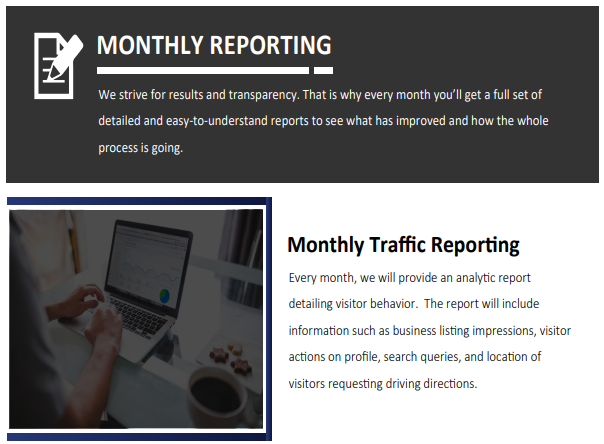 MONTHLY REPORTING
We strive for results and transparency. That is why every month you’ll get a full set of
detailed and easy-to-understand reports to see what has improved and how the whole
process is going.
Monthly Traffic Reporting
Every month, we will provide an analytic report
detailing visitor behavior.  The report will include
information such as business listing impressions, visitor
actions on profile, search queries, and location of
visitors requesting driving directions.